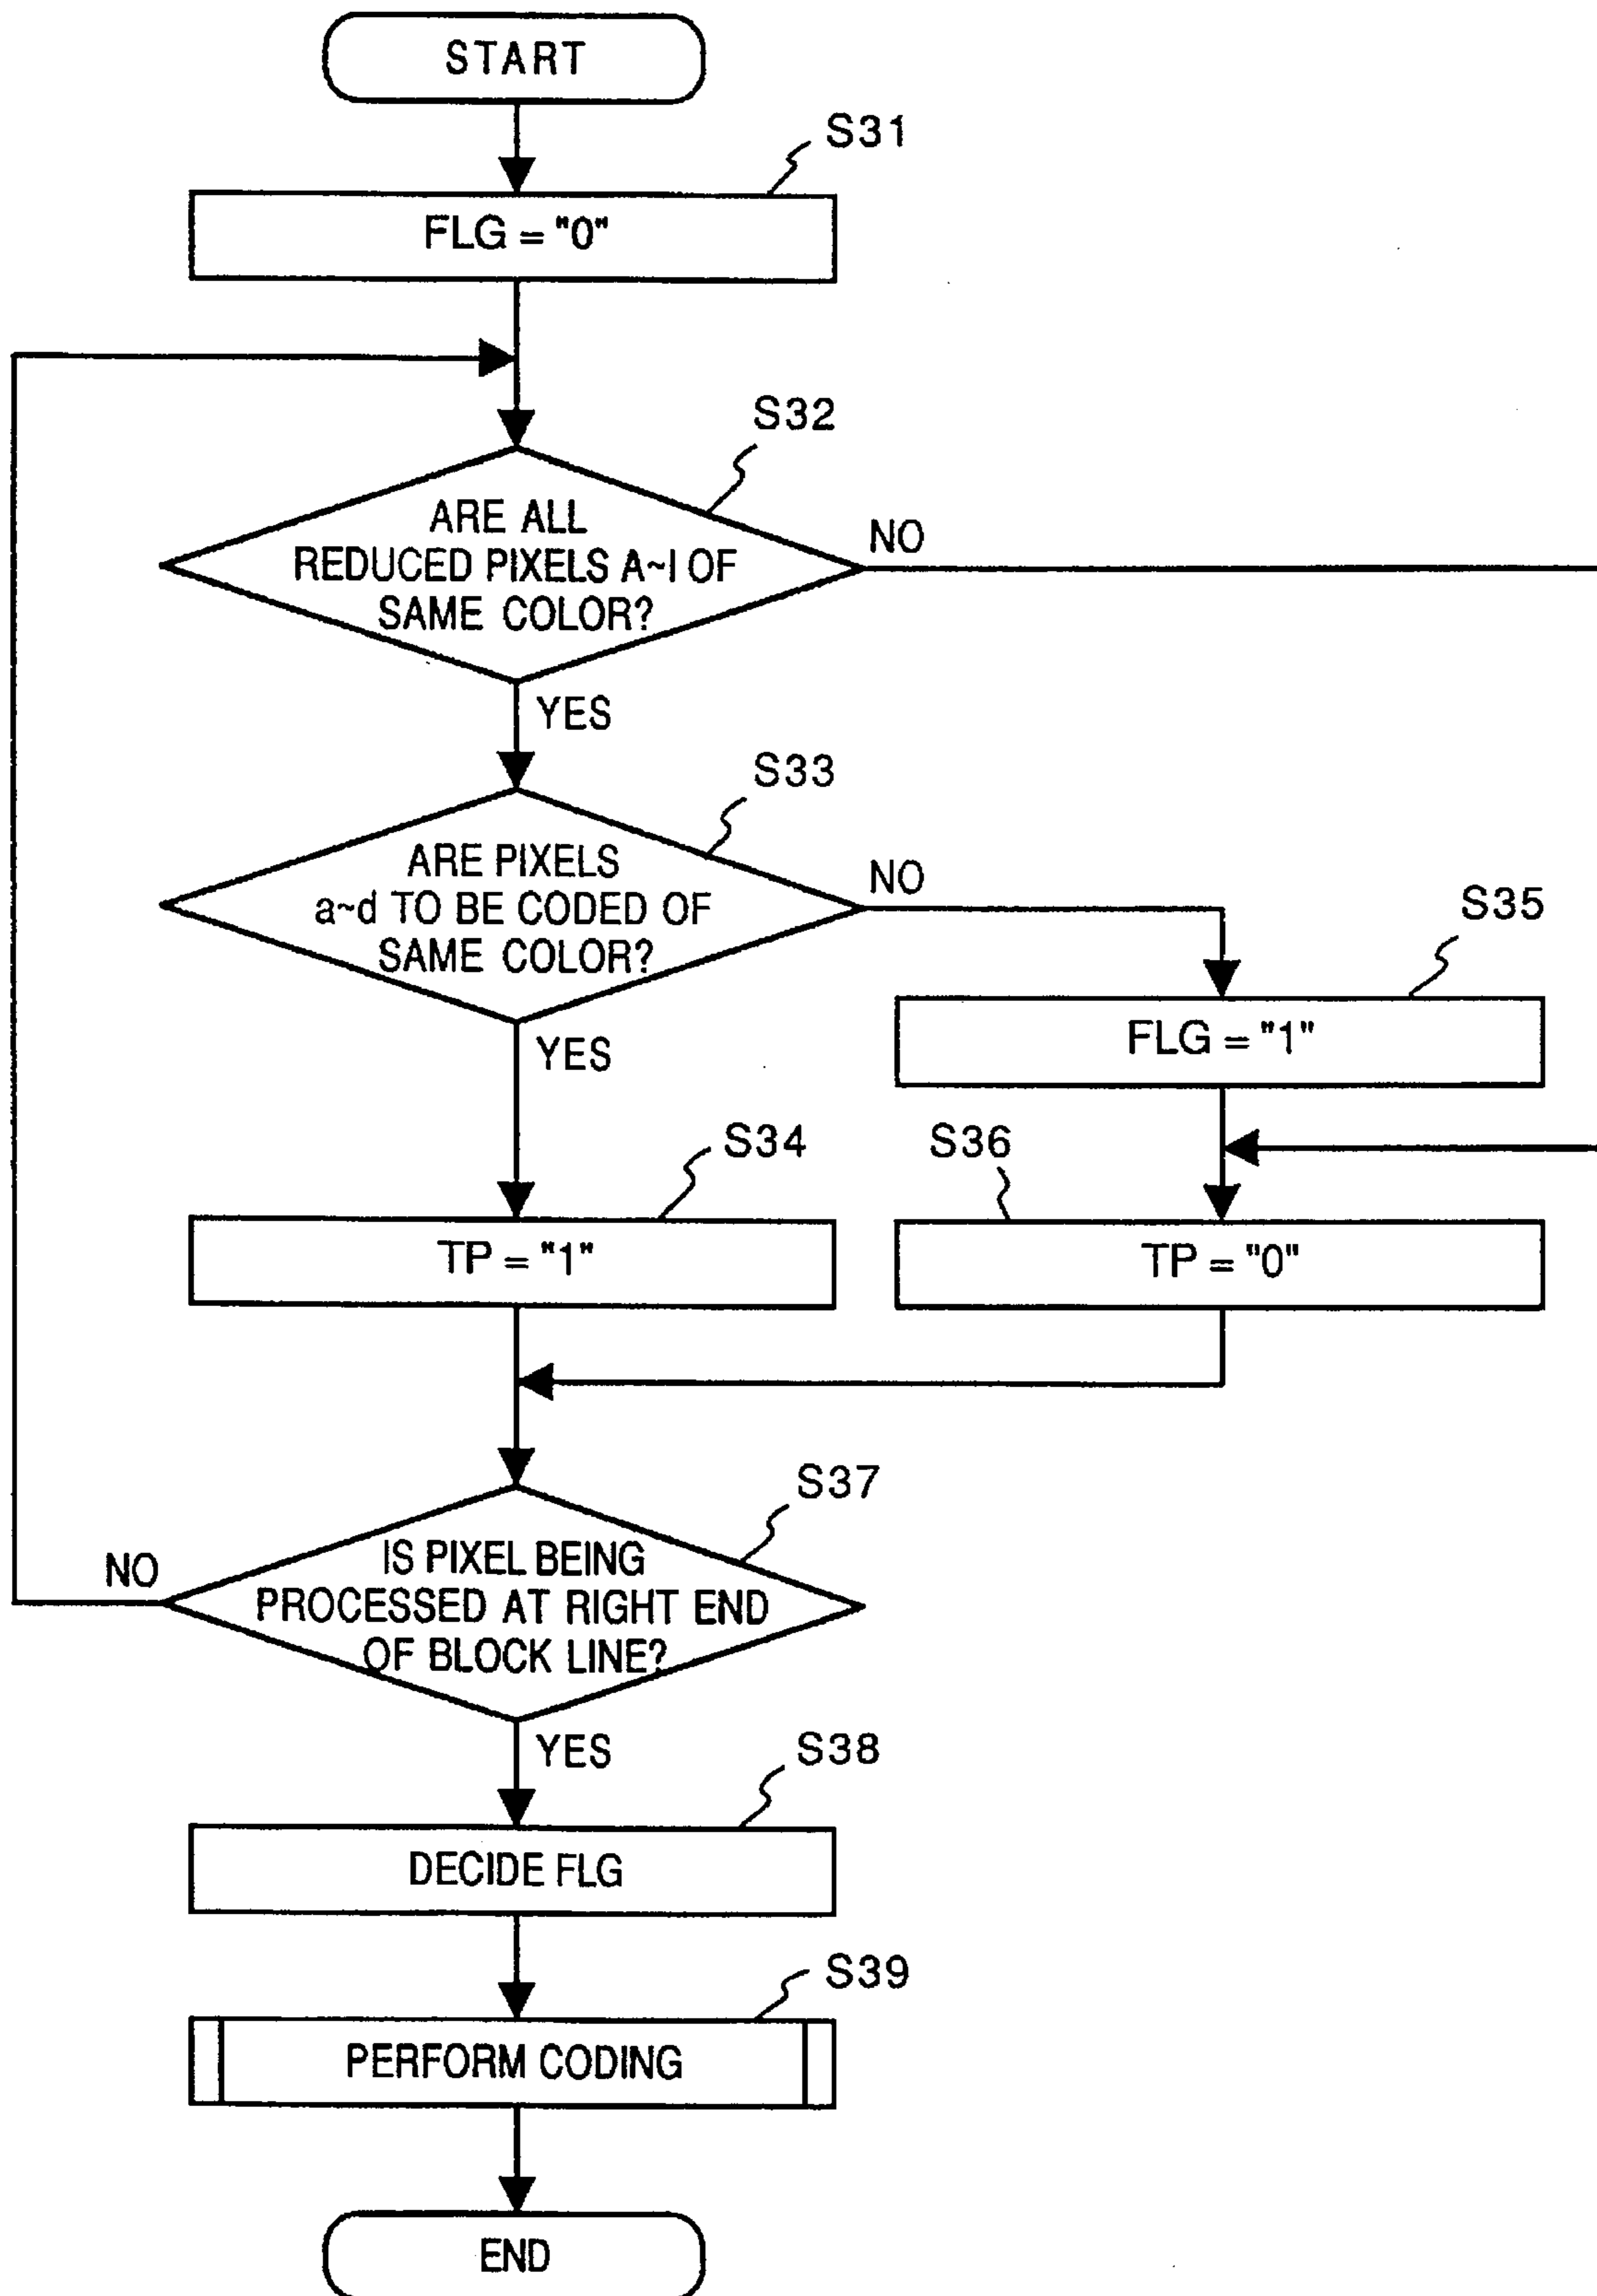 START
S31
FLG = "0"
S32
ARE ALL
REDUCED PIXELS A~I OF
SAME COLOR?
NO
YES
S33
ARE PIXELS
a~d TO BE CODED OF
SAME COLOR?
NO
YES
S35
FLG = "1"
S34
TP = "1"
S36
TP = "0"
S37
IS PIXEL BEING
PROCESSED AT RIGHT END
OF BLOCK LINE?
NO
YES
S38
DECIDE FLG
S39
PERFORM CODING
END